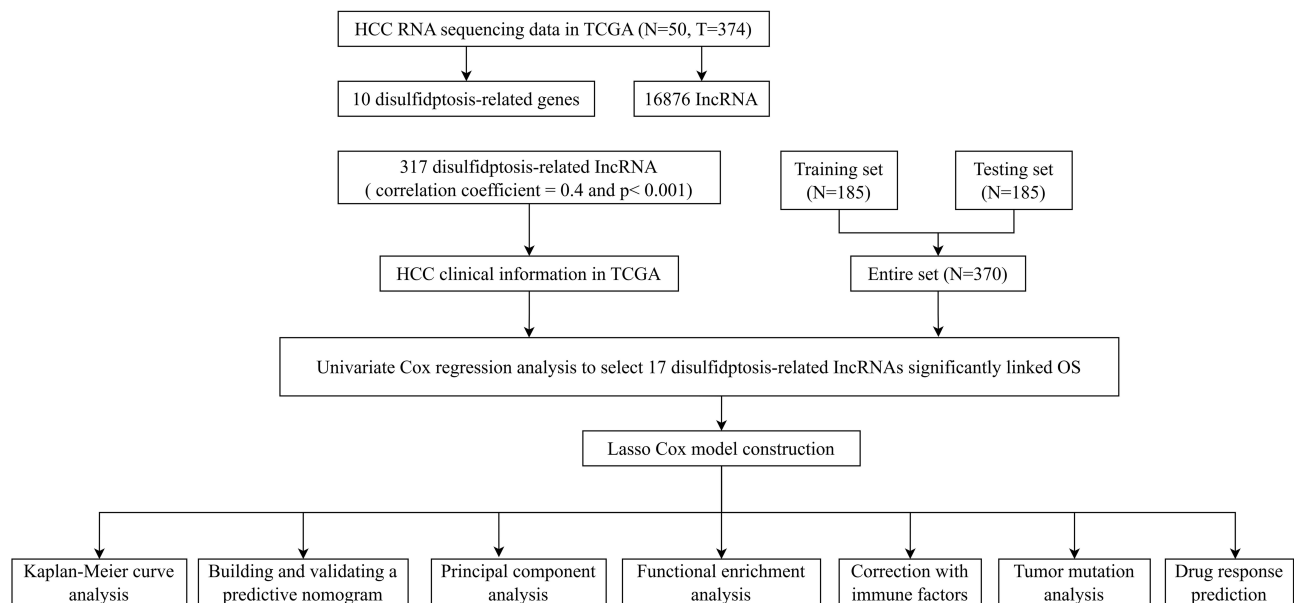 HCC RNA sequencing data in TCGA (N=50, T=374)
10 disulfidptosis-related genes
16876 IncRNA
317 disulfidptosis-related IncRNA
( correlation coefficient = 0.4 and p< 0.001)
Training set
(N=185)
Testing set
(N=185)
HCC clinical information in TCGA
Entire set (N=370)
Univariate Cox regression analysis to select 17 disulfidptosis-related IncRNAs significantly linked OS
Lasso Cox model construction
Kaplan-Meier curve
analysis
Building and validating a
predictive nomogram
Principal component
analysis
Functional enrichment
analysis
Correction with
immune factors
Tumor mutation
analysis
Drug response
prediction